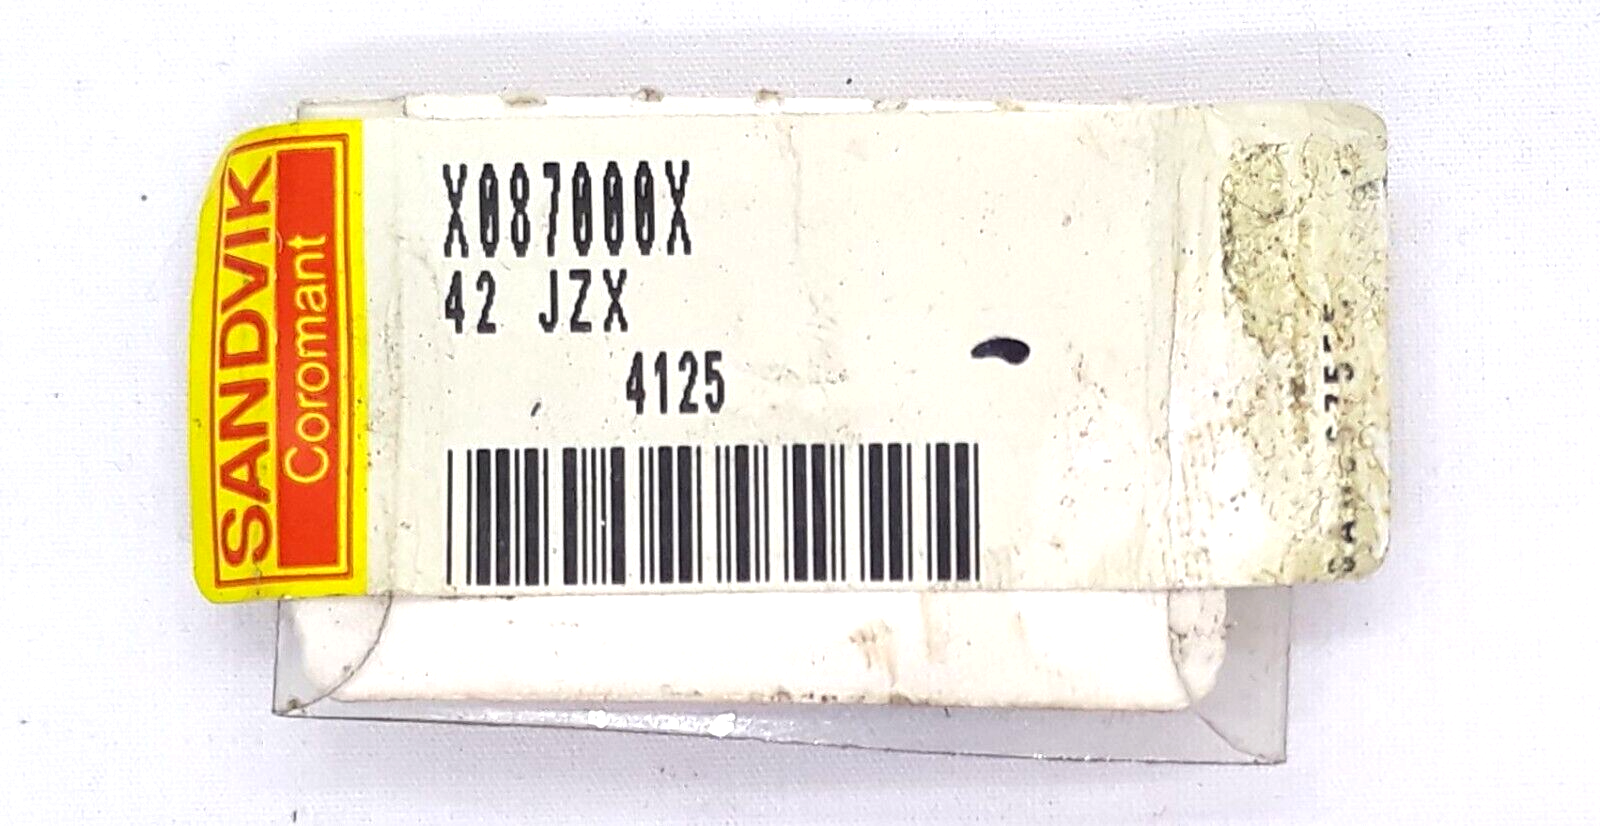 SANDVIK
Coromant
X087000X
42 JZX
4125